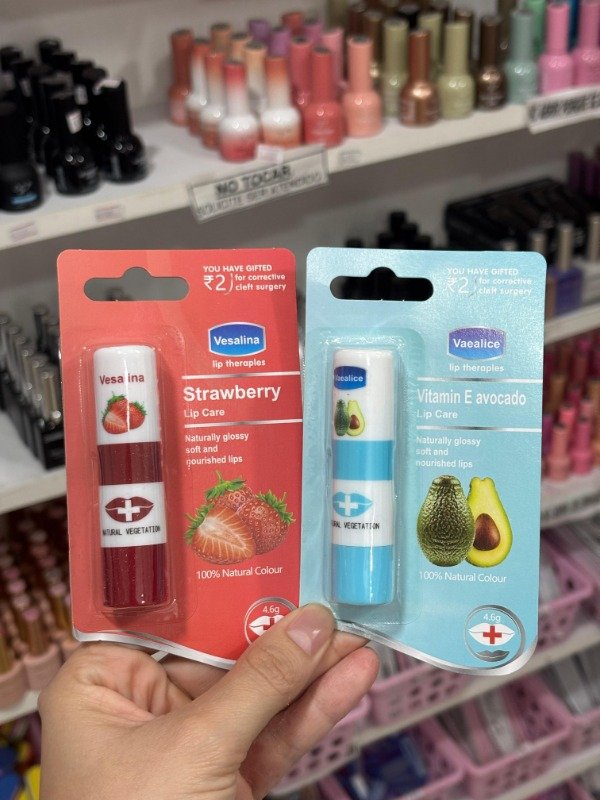 NO TOCAR
YOU HAVE GIFTED
₹2 for corrective
cleft surgery
Vesalina
lip therapies
Strawberry
Lip Care
Naturally glossy
soft and
nourished lips
100% Natural Colour
4.6g
Vesalina
NATURAL VEGETATION
YOU HAVE GIFTED
₹2 for corrective
cleft surgery
Vaealice
lip therapies
Vitamin E avocado
Lip Care
Naturally glossy
soft and
nourished lips
100% Natural Colour
4.6g
Vaealice
NATURAL VEGETATION